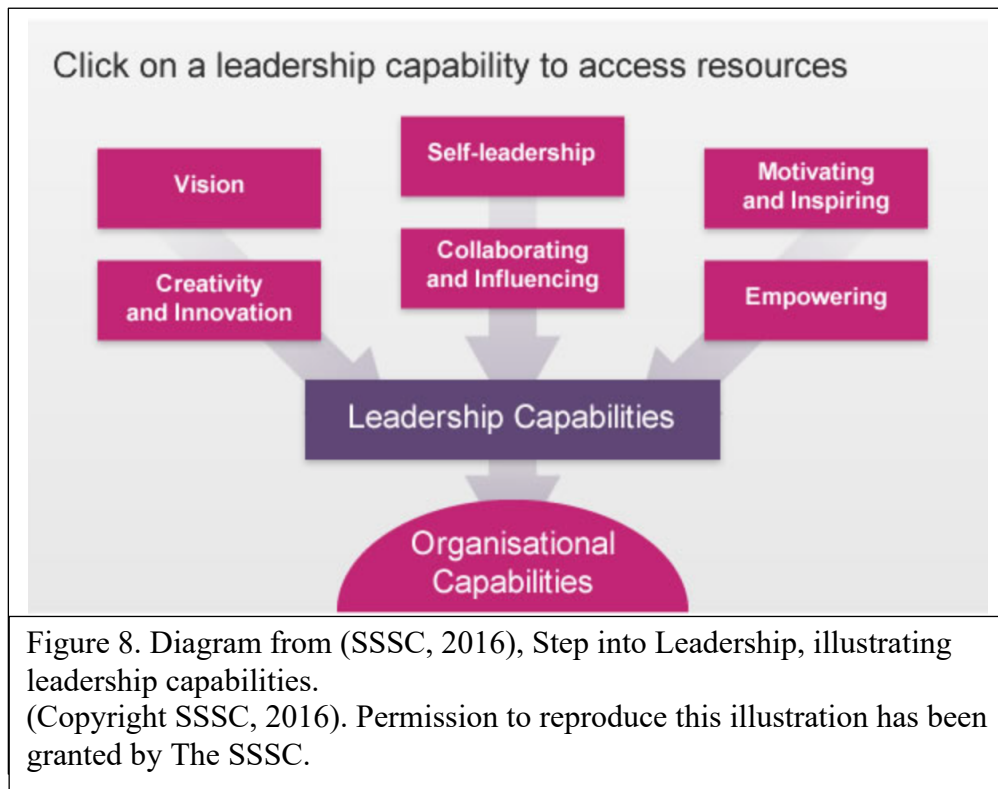 Click on a leadership capability to access resources
Vision
Self-leadership
Motivating
and Inspiring
Creativity
and Innovation
Collaborating
and Influencing
Empowering
Leadership Capabilities
Organisational
Capabilities
Figure 8. Diagram from (SSSC, 2016), Step into Leadership, illustrating
leadership capabilities.
(Copyright SSSC, 2016). Permission to reproduce this illustration has been
granted by The SSSC.